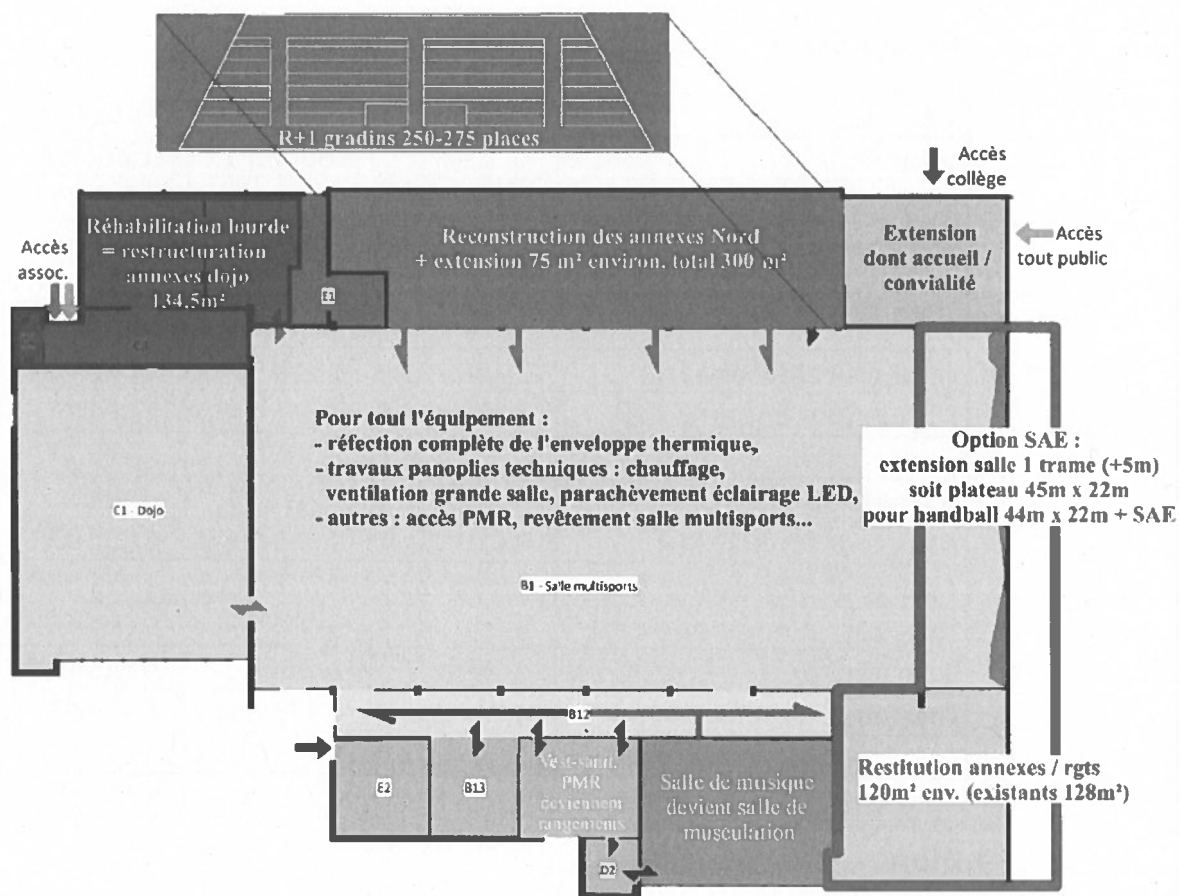 R+1 gradins 250-275 places
Accès
collège
Réhabilitation lourde
= restructuration
annexes dojo
134,5m²
Accès
assoc.
Reconstruction des annexes Nord
+ extension 75 m² environ, total 300 m²
Extension
dont accueil /
convialité
Accès
tout public
E1
Pour tout l'équipement :
- réfection complète de l'enveloppe thermique,
- travaux panoplies techniques : chauffage,
ventilation grande salle, parachèvement éclairage LED,
- autres : accès PMR, revêtement salle multisports...
Option SAE :
extension salle 1 trame (+5m)
soit plateau 45m x 22m
pour handball 44m x 22m + SAE
C1 - Dojo
B1 - Salle multisports
B12
E2
B13
Vest-sanit.
PMR
deviennent
rangements
Salle de musique
devient salle de
musculation
Restitution annexes / rgts
120m² env. (existants 128m²)
D2